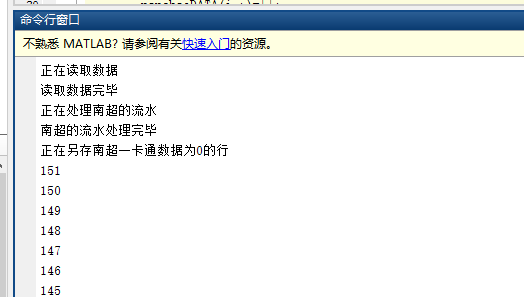 命令行窗口
不熟悉 MATLAB? 请参阅有关快速入门的资源。
正在读取数据
读取数据完毕
正在处理南超的流水
南超的流水处理完毕
正在另存南超一卡通数据为0的行
151
150
149
148
147
146
145